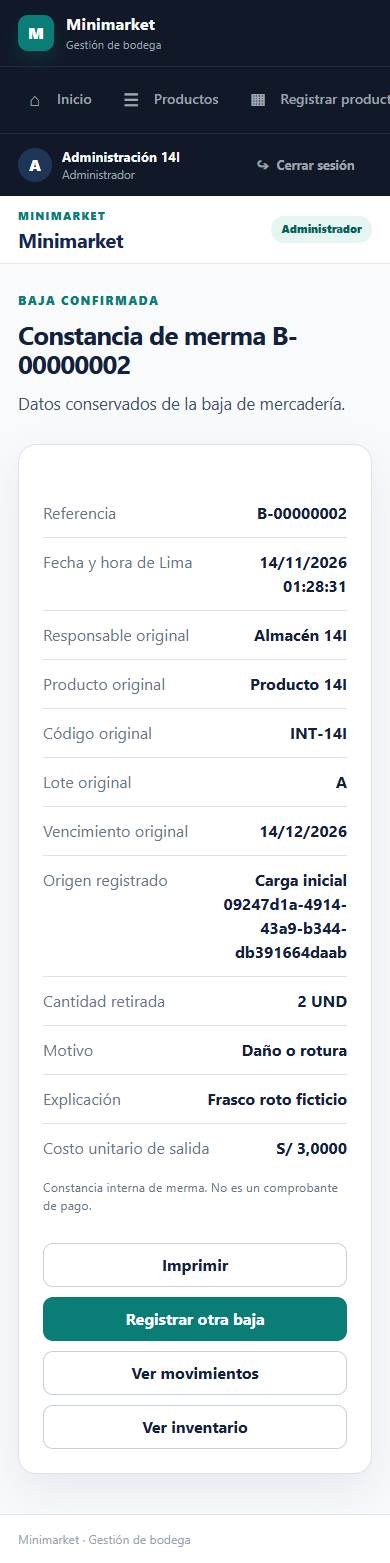 M
Minimarket
Gestión de bodega
Inicio
Productos
Registrar product
A
Administración 14I
Administrador
Cerrar sesión
MINIMARKET
Minimarket
Administrador
BAJA CONFIRMADA
Constancia de merma B-
00000002
Datos conservados de la baja de mercadería.
Referencia B-00000002
Fecha y hora de Lima 14/11/2026
01:28:31
Responsable original Almacén 14I
Producto original Producto 14I
Código original INT-14I
Lote original A
Vencimiento original 14/12/2026
Origen registrado Carga inicial
09247d1a-4914-
43a9-b344-
db391664daab
Cantidad retirada 2 UND
Motivo Daño o rotura
Explicación Frasco roto ficticio
Costo unitario de salida S/ 3,0000
Constancia interna de merma. No es un comprobante
de pago.
Imprimir
Registrar otra baja
Ver movimientos
Ver inventario
Minimarket · Gestión de bodega